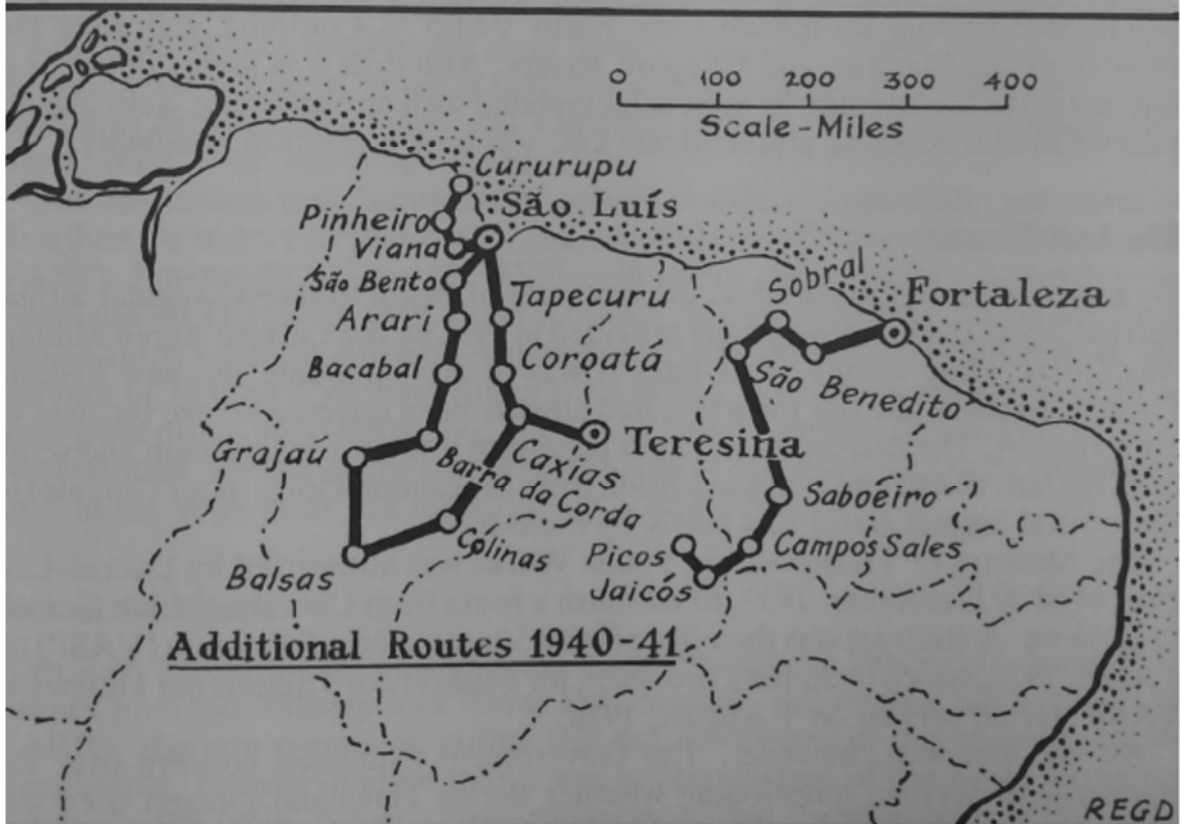 0 100 200 300 400
Scale-Miles
Cururupu
São Luís
Pinheiro
Viana
São Bento
Tapecuru
Sobral
Fortaleza
Arari
Coroatá
Bacabal
São Benedito
Grajaú
Barra da Corda
Caxias
Teresina
Saboeiro
Colinas
Picos
Campos Sales
Balsas
Jaicós
Additional Routes 1940-41
REGD